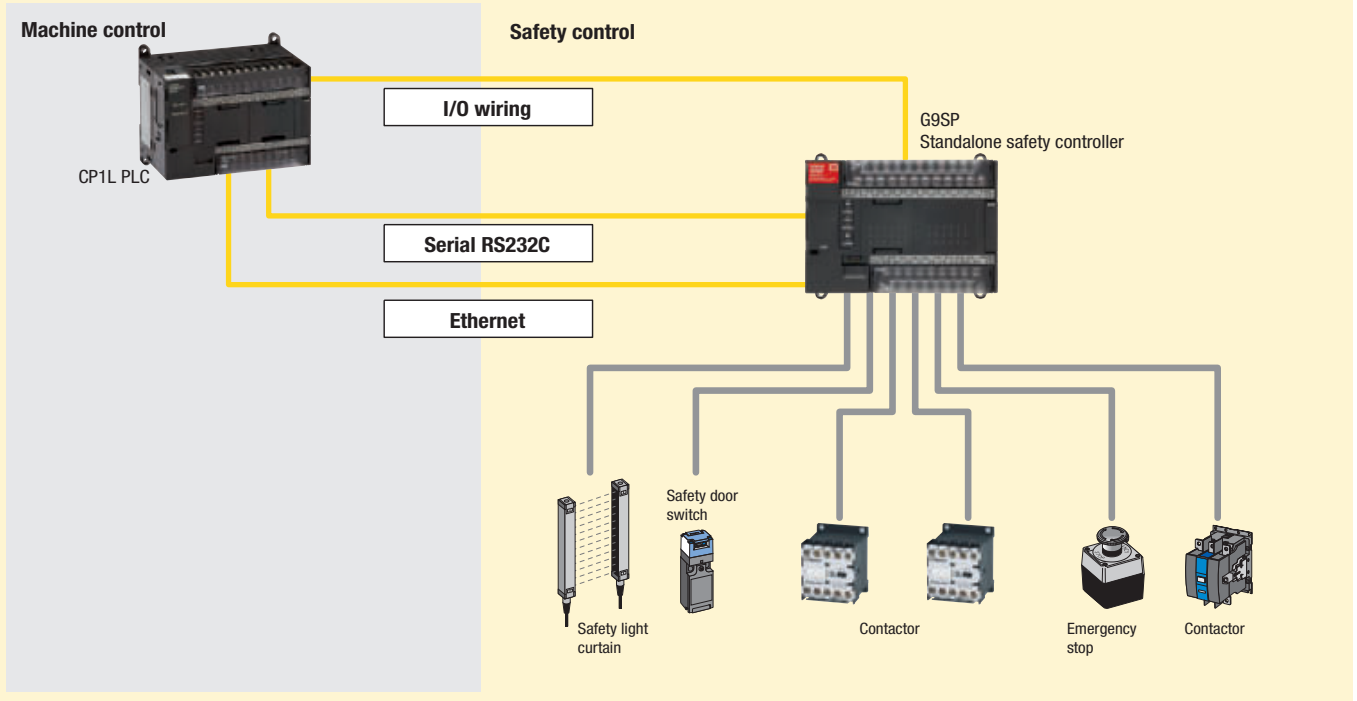 Machine control
Safety control
I/O wiring
G9SP
Standalone safety controller
CP1L PLC
Serial RS232C
Ethernet
Safety door
switch
Safety light
curtain
Contactor
Emergency
stop
Contactor